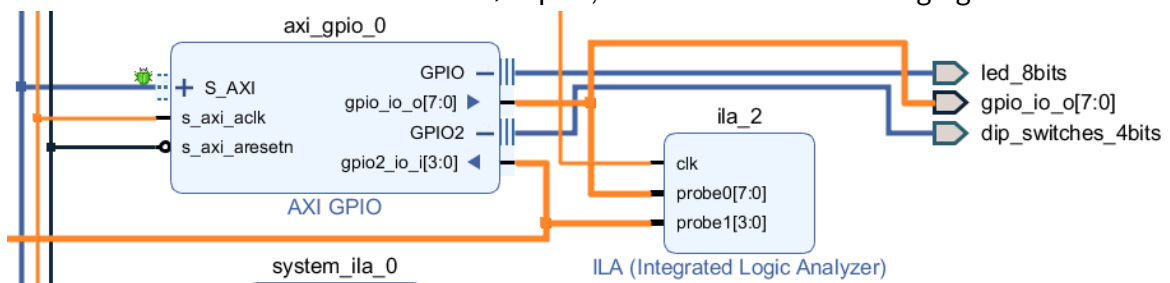 axi_gpio_0
S_AXI
s_axi_aclk
s_axi_aresetn
GPIO
gpio_io_o[7:0]
GPIO2
gpio2_io_i[3:0]
AXI GPIO
ila_2
clk
probe0[7:0]
probe1[3:0]
ILA (Integrated Logic Analyzer)
led_8bits
gpio_io_o[7:0]
dip_switches_4bits
system_ila_0